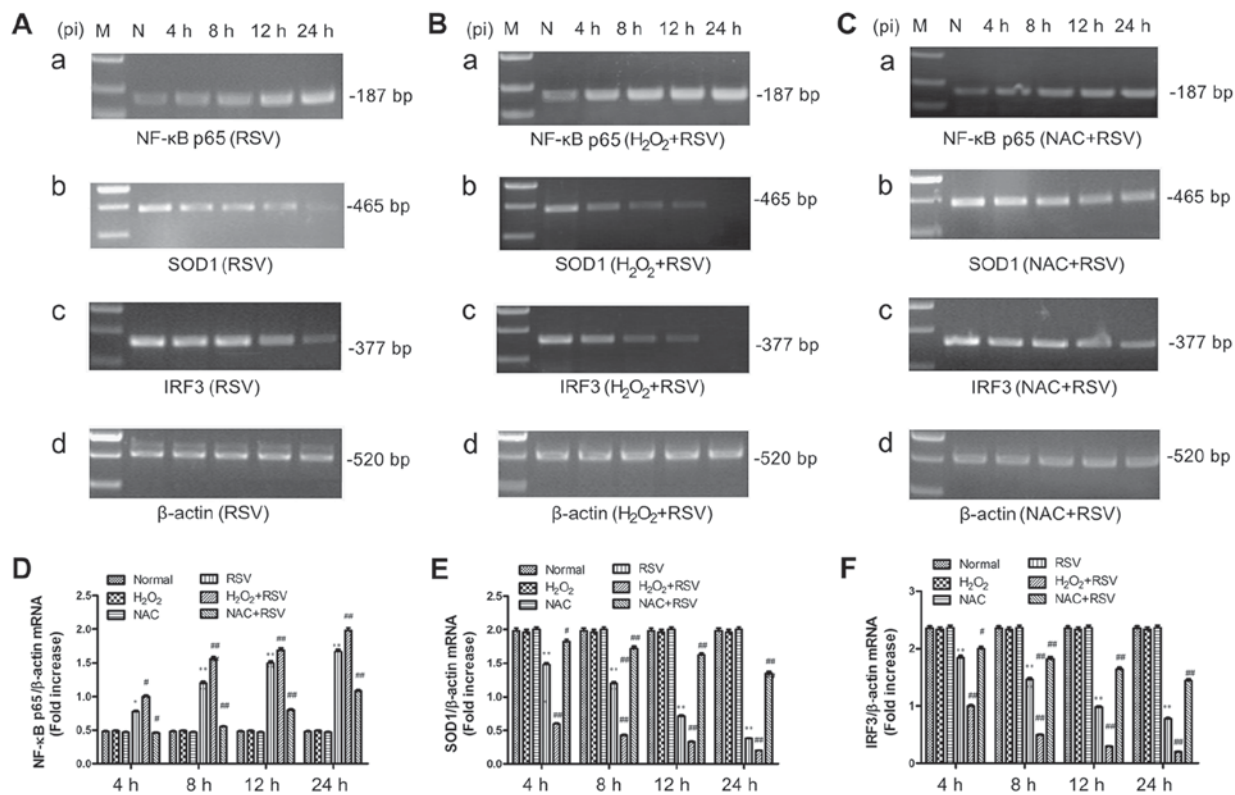 A (pi) M N 4 h 8 h 12 h 24 h
a
-187 bp
NF-κB p65 (RSV)
b
-465 bp
SOD1 (RSV)
c
-377 bp
IRF3 (RSV)
d
-520 bp
β-actin (RSV)
B (pi) M N 4 h 8 h 12 h 24 h
a
-187 bp
NF-κB p65 (H₂O₂+RSV)
b
-465 bp
SOD1 (H₂O₂+RSV)
c
-377 bp
IRF3 (H₂O₂+RSV)
d
-520 bp
β-actin (H₂O₂+RSV)
C (pi) M N 4 h 8 h 12 h 24 h
a
-187 bp
NF-κB p65 (NAC+RSV)
b
-465 bp
SOD1 (NAC+RSV)
c
-377 bp
IRF3 (NAC+RSV)
d
-520 bp
β-actin (NAC+RSV)
D
Normal RSV
H₂O₂ H₂O₂+RSV
NAC NAC+RSV
NF-κB p65/β-actin mRNA
(Fold increase)
2.5
2.0
1.5
1.0
0.5
0.0
* # #
** ## ##
** ## ##
** ## ##
4 h 8 h 12 h 24 h
E
Normal RSV
H₂O₂ H₂O₂+RSV
NAC NAC+RSV
SOD1/β-actin mRNA
(Fold increase)
2.5
2.0
1.5
1.0
0.5
0.0
** ## #
** ## ##
** ## ##
** ## ##
4 h 8 h 12 h 24 h
F
Normal RSV
H₂O₂ H₂O₂+RSV
NAC NAC+RSV
IRF3/β-actin mRNA
(Fold increase)
3
2
1
0
** ## #
** ## ##
** ## ##
** ## ##
4 h 8 h 12 h 24 h